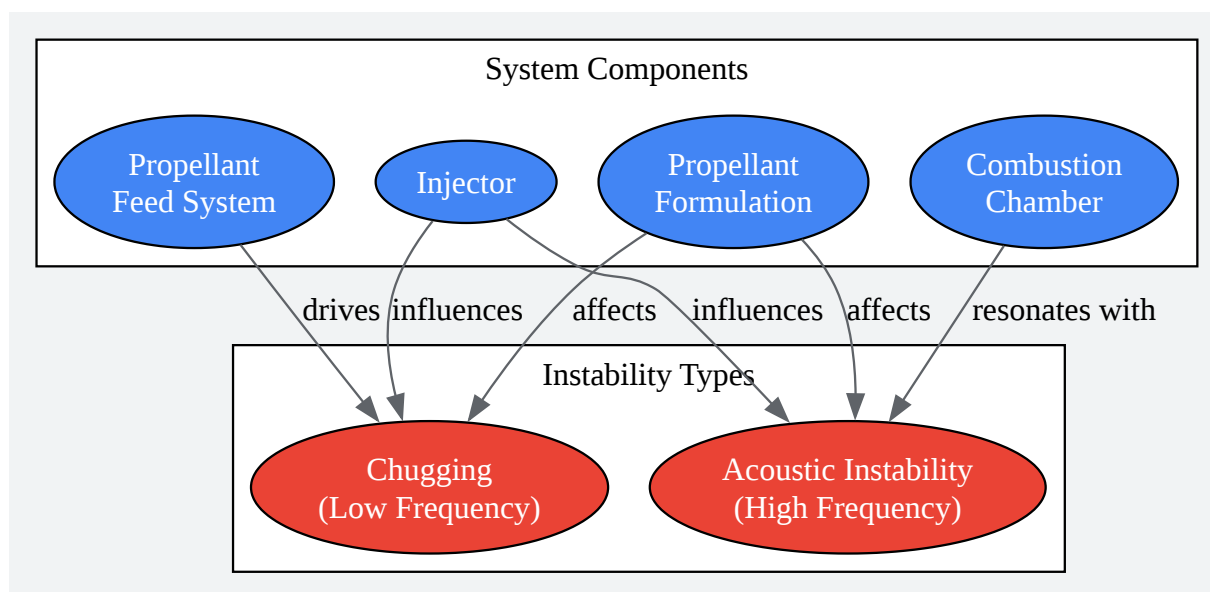 System Components
Propellant
Feed System
Injector
Propellant
Formulation
Combustion
Chamber
drives
influences
affects
influences
affects
resonates with
Instability Types
Chugging
(Low Frequency)
Acoustic Instability
(High Frequency)